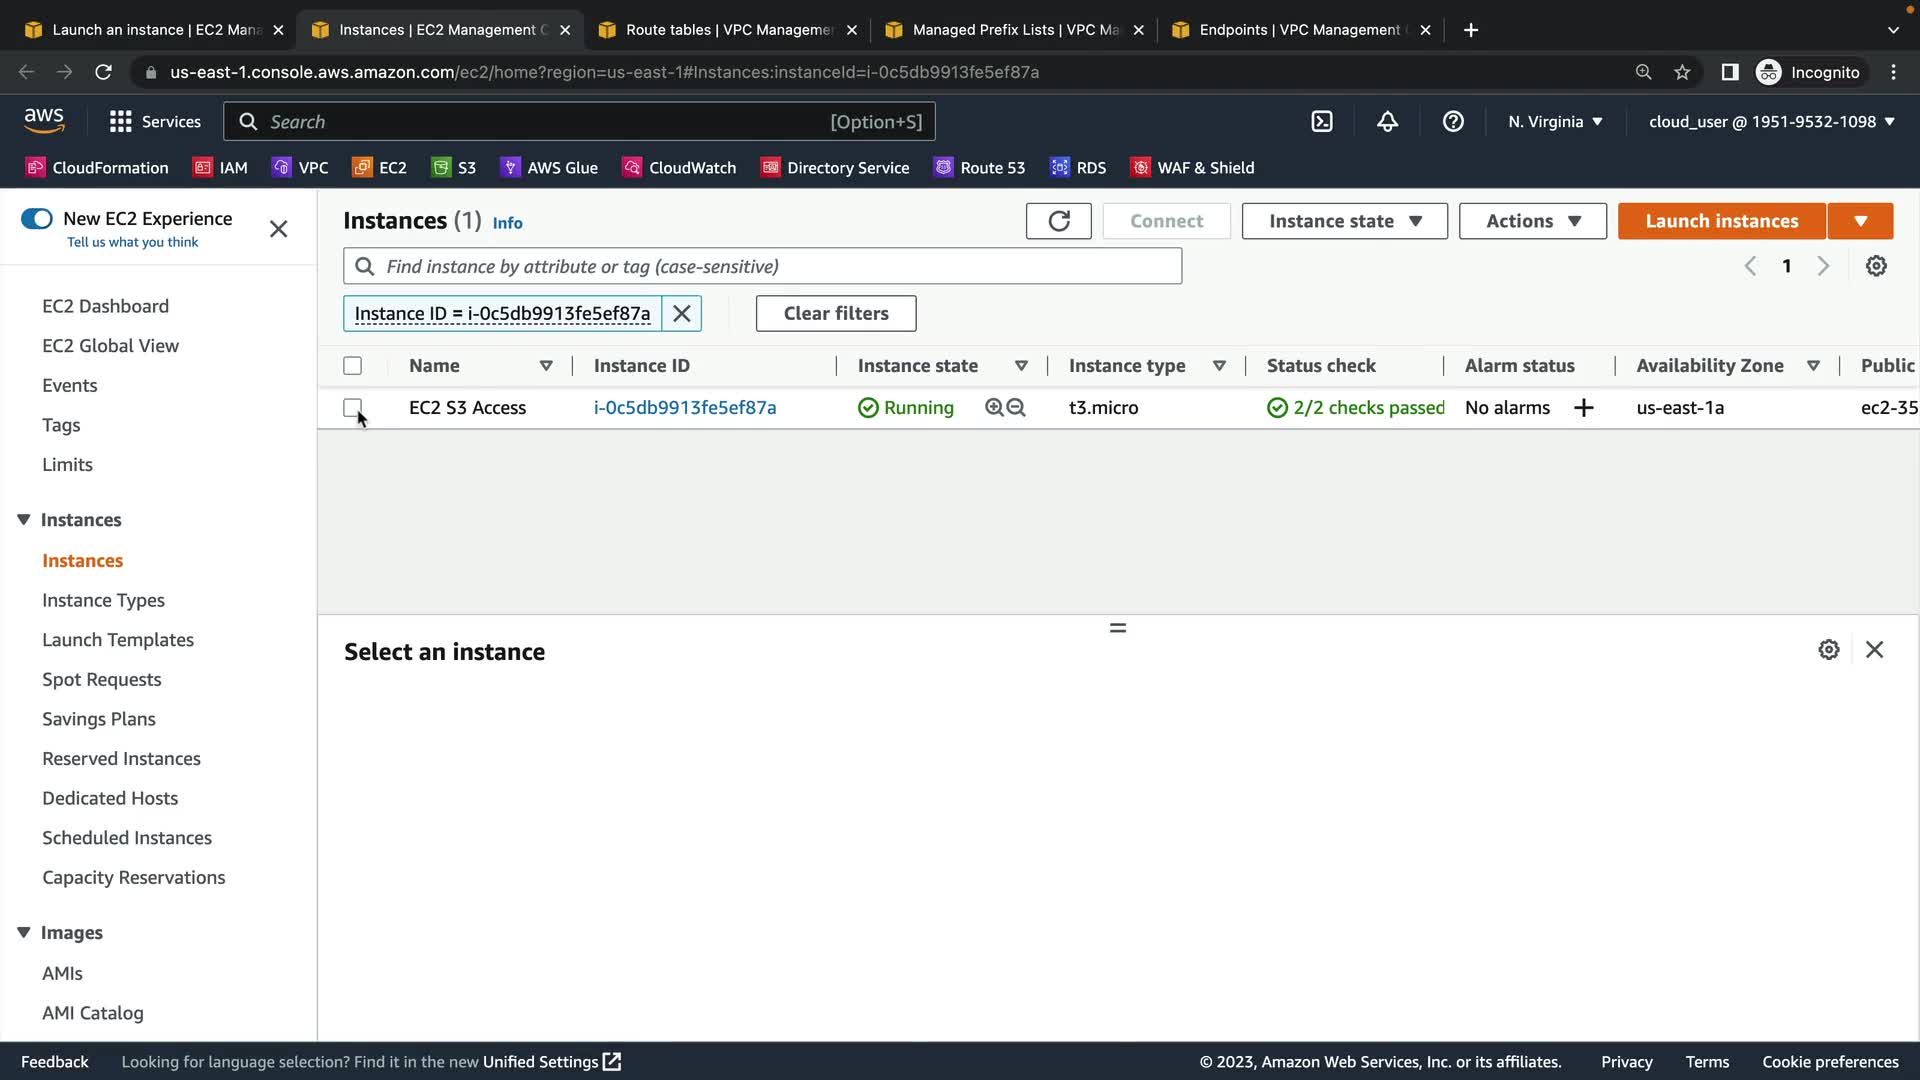 Launch an instance | EC2 Mana
Instances | EC2 Management C
Route tables | VPC Managemen
Managed Prefix Lists | VPC Ma
Endpoints | VPC Management C
us-east-1.console.aws.amazon.com/ec2/home?region=us-east-1#Instances:instanceId=i-0c5db9913fe5ef87a
Incognito
aws
Services
Search
[Option+S]
N. Virginia
cloud_user @ 1951-9532-1098
CloudFormation
IAM
VPC
EC2
S3
AWS Glue
CloudWatch
Directory Service
Route 53
RDS
WAF & Shield
New EC2 Experience
Tell us what you think
EC2 Dashboard
EC2 Global View
Events
Tags
Limits
Instances
Instances
Instance Types
Launch Templates
Spot Requests
Savings Plans
Reserved Instances
Dedicated Hosts
Scheduled Instances
Capacity Reservations
Images
AMIs
AMI Catalog
Instances (1) Info
Connect
Instance state
Actions
Launch instances
Find instance by attribute or tag (case-sensitive)
1
Instance ID = i-0c5db9913fe5ef87a
Clear filters
Name
Instance ID
Instance state
Instance type
Status check
Alarm status
Availability Zone
Public
EC2 S3 Access
i-0c5db9913fe5ef87a
Running
t3.micro
2/2 checks passed
No alarms
us-east-1a
ec2-35
Select an instance
Feedback
Looking for language selection? Find it in the new Unified Settings
© 2023, Amazon Web Services, Inc. or its affiliates.
Privacy
Terms
Cookie preferences